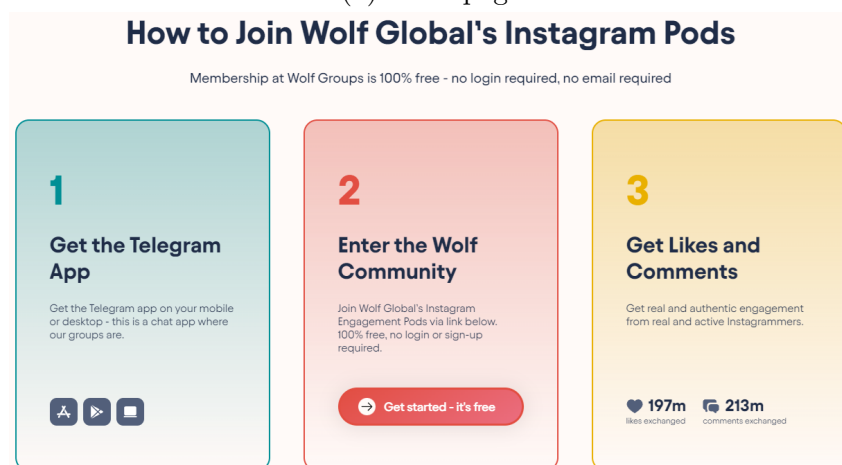 How to Join Wolf Global's Instagram Pods
Membership at Wolf Groups is 100% free - no login required, no email required
1
Get the Telegram
App
Get the Telegram app on your mobile
or desktop - this is a chat app where
our groups are.
2
Enter the Wolf
Community
Join Wolf Global's Instagram
Engagement Pods via link below.
100% free, no login or sign-up
required.
Get started - it's free
3
Get Likes and
Comments
Get real and authentic engagement
from real and active Instagrammers.
197m
likes exchanged
213m
comments exchanged